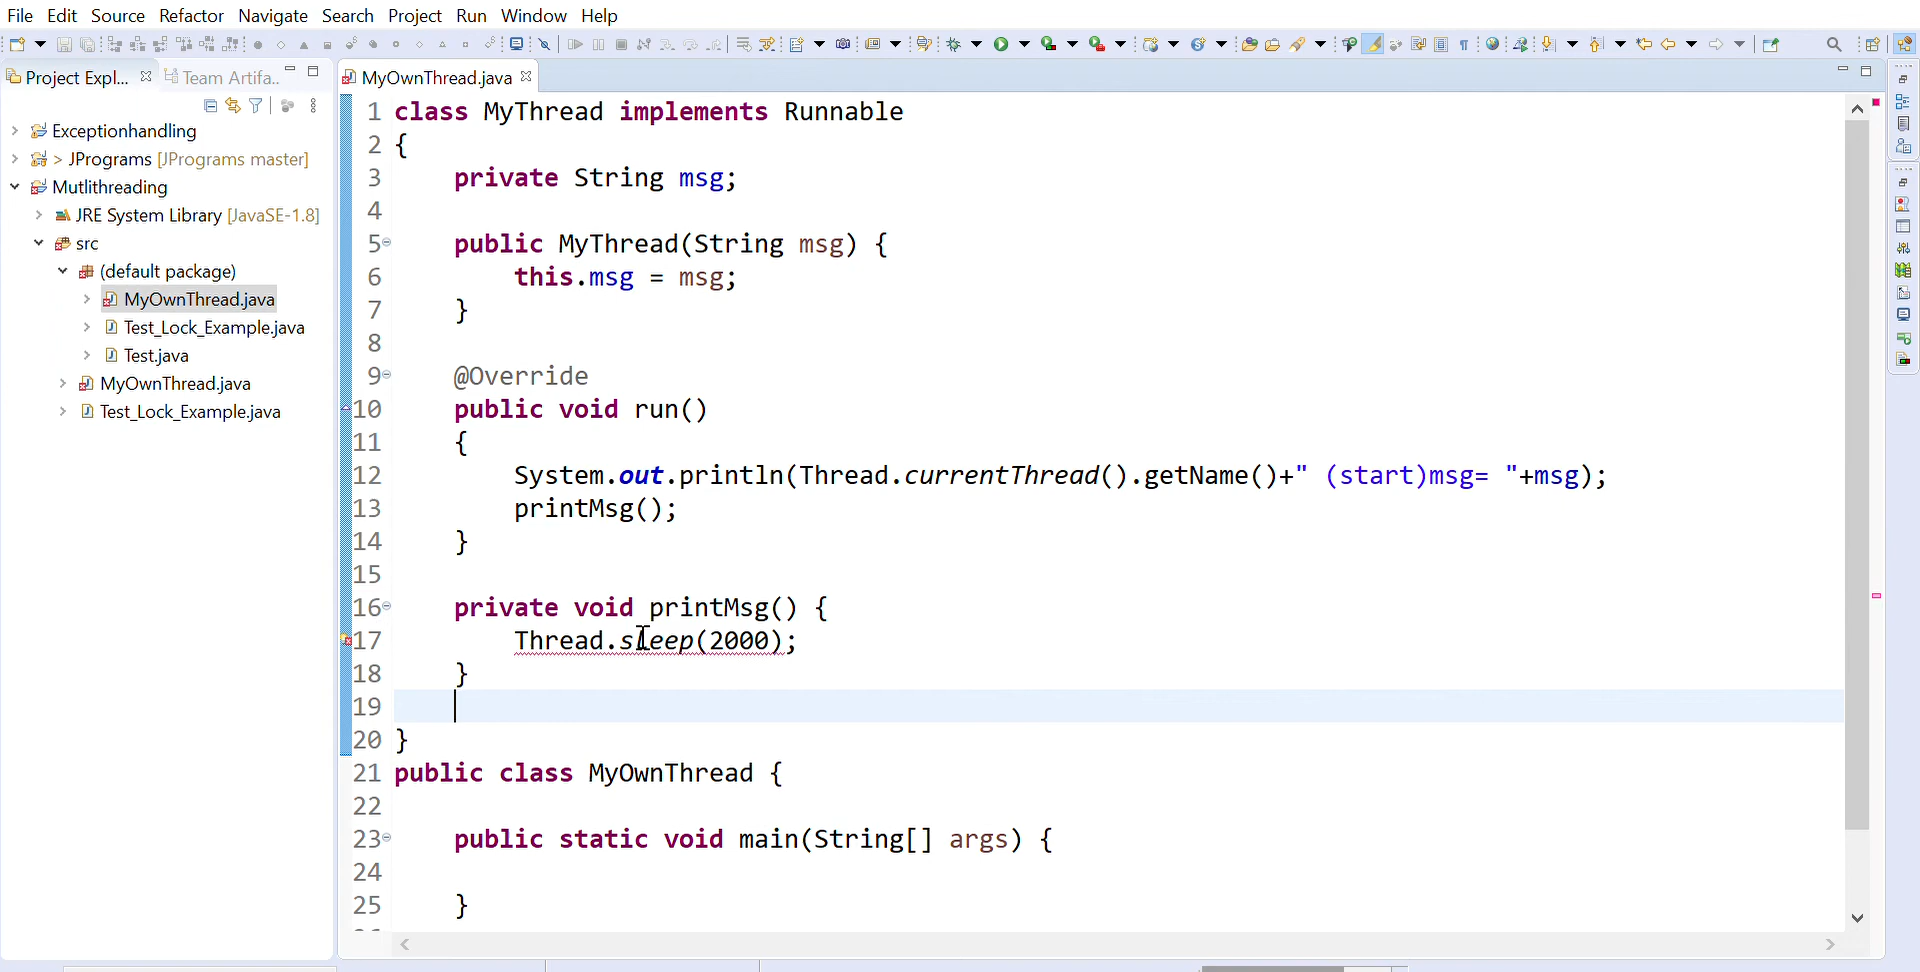 File Edit Source Refactor Navigate Search Project Run Window Help
Project Expl...
Team Artifa..
MyOwnThread.java
Exceptionhandling
> JPrograms [JPrograms master]
Mutlithreading
JRE System Library [JavaSE-1.8]
src
(default package)
MyOwnThread.java
Test_Lock_Example.java
Test.java
MyOwnThread.java
Test_Lock_Example.java
1 class MyThread implements Runnable
2 {
3 private String msg;
4
5 public MyThread(String msg) {
6 this.msg = msg;
7 }
8
9 @Override
10 public void run()
11 {
12 System.out.println(Thread.currentThread().getName()+" (start)msg= "+msg);
13 printMsg();
14 }
15
16 private void printMsg() {
17 Thread.sleep(2000);
18 }
19
20 }
21 public class MyOwnThread {
22
23 public static void main(String[] args) {
24
25 }